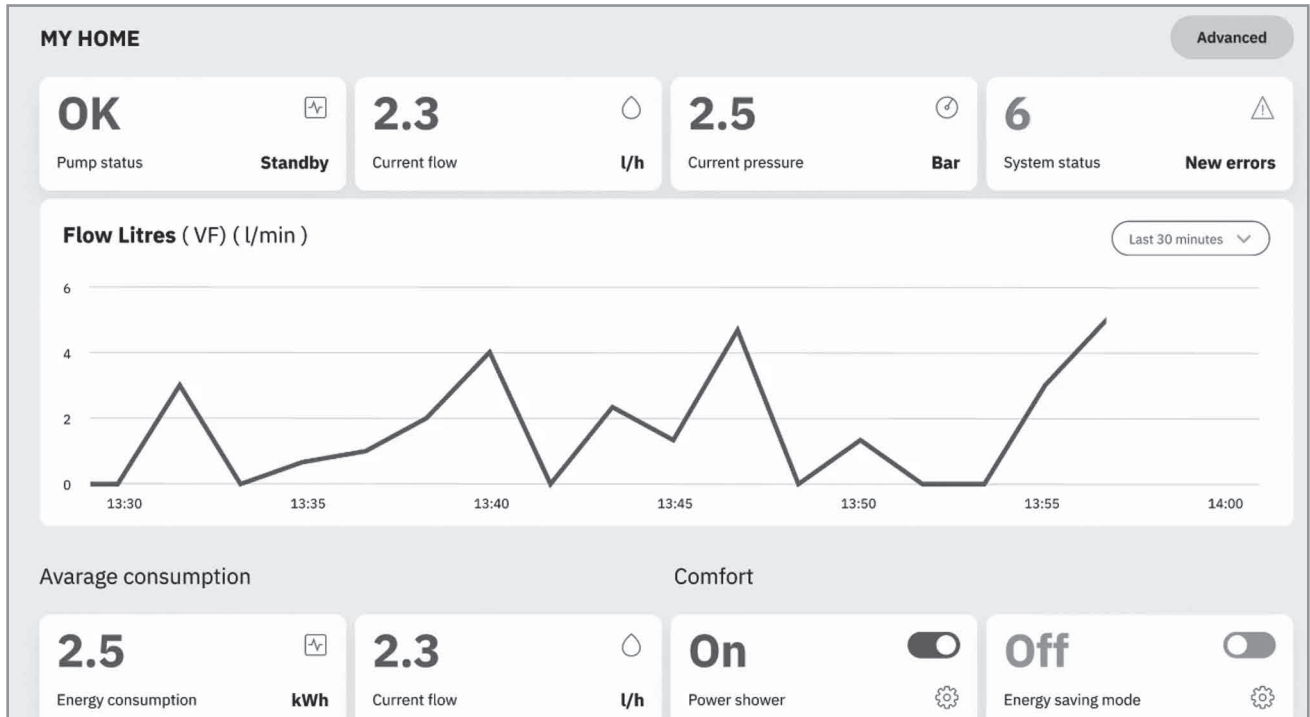 MY HOME
Advanced
OK
Pump status Standby
2.3
Current flow l/h
2.5
Current pressure Bar
6
System status New errors
Flow Litres ( VF) ( l/min )
Last 30 minutes
6
4
2
0
13:30 13:35 13:40 13:45 13:50 13:55 14:00
Avarage consumption
Comfort
2.5
Energy consumption kWh
2.3
Current flow l/h
On
Power shower
Off
Energy saving mode